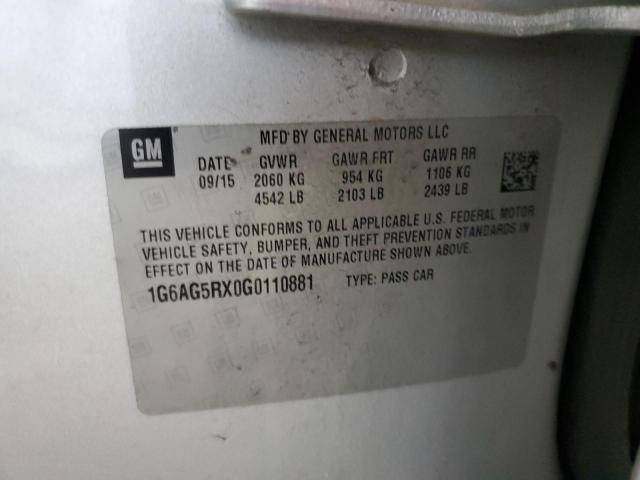 GM
MFD BY GENERAL MOTORS LLC
DATE GVWR GAWR FRT GAWR RR
09/15 2060 KG 954 KG 1106 KG
4542 LB 2103 LB 2439 LB
THIS VEHICLE CONFORMS TO ALL APPLICABLE U.S. FEDERAL MOTOR
VEHICLE SAFETY, BUMPER, AND THEFT PREVENTION STANDARDS IN
EFFECT ON THE DATE OF MANUFACTURE SHOWN ABOVE.
1G6AG5RX0G0110881 TYPE: PASS CAR